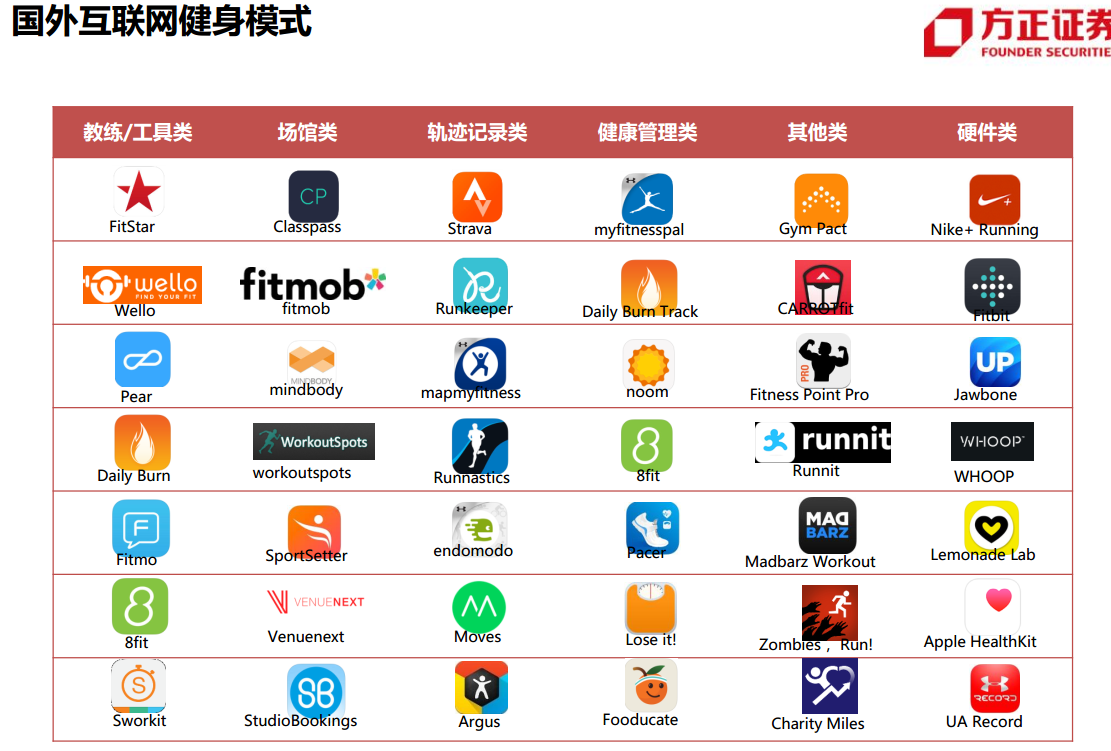 国外互联网健身模式
方正证券
FOUNDER SECURITIE
教练/工具类 场馆类 轨迹记录类 健康管理类 其他类 硬件类
CP
FitStar Classpass Strava myfitnesspal Gym Pact Nike+ Running
wello
FIND YOUR FIT
fitmob
Wello fitmob Runkeeper Daily Burn Track CARROTfit Fitbit
MINDBODY
PRO
UP
Pear mindbody mapmyfitness noom Fitness Point Pro Jawbone
WorkoutSpots
8
runnit
WHOOP
Daily Burn workoutspots Runnastics 8fit Runnit WHOOP
F
MADBARZ
Fitmo SportSetter endomodo Pacer Madbarz Workout Lemonade Lab
8
VENUENEXT
8fit Venuenext Moves Lose it! Zombies，Run! Apple HealthKit
S
SB
RECORD
Sworkit StudioBookings Argus Fooducate Charity Miles UA Record